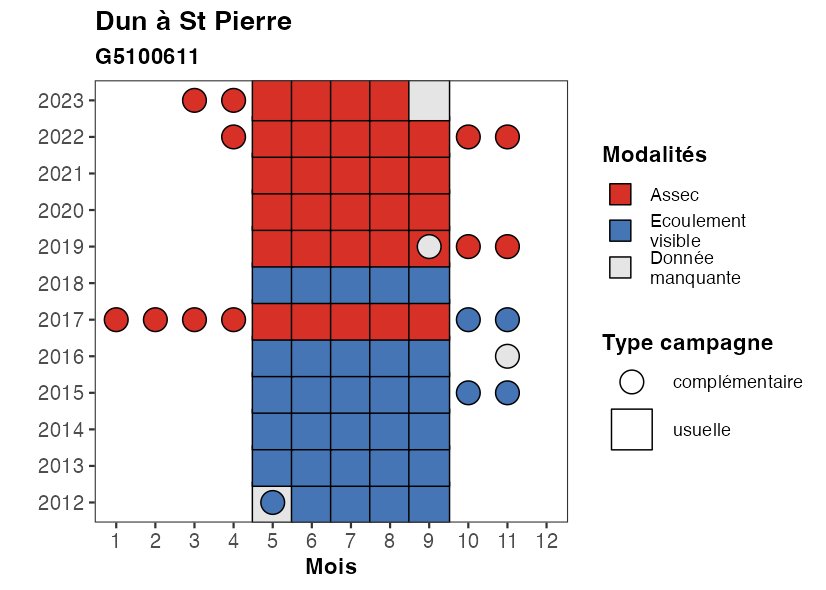 Dun à St Pierre
G5100611
2023
2022
2021
2020
2019
2018
2017
2016
2015
2014
2013
2012
1 2 3 4 5 6 7 8 9 10 11 12
Mois
Modalités
Assec
Ecoulement
visible
Donnée
manquante
Type campagne
complémentaire
usuelle